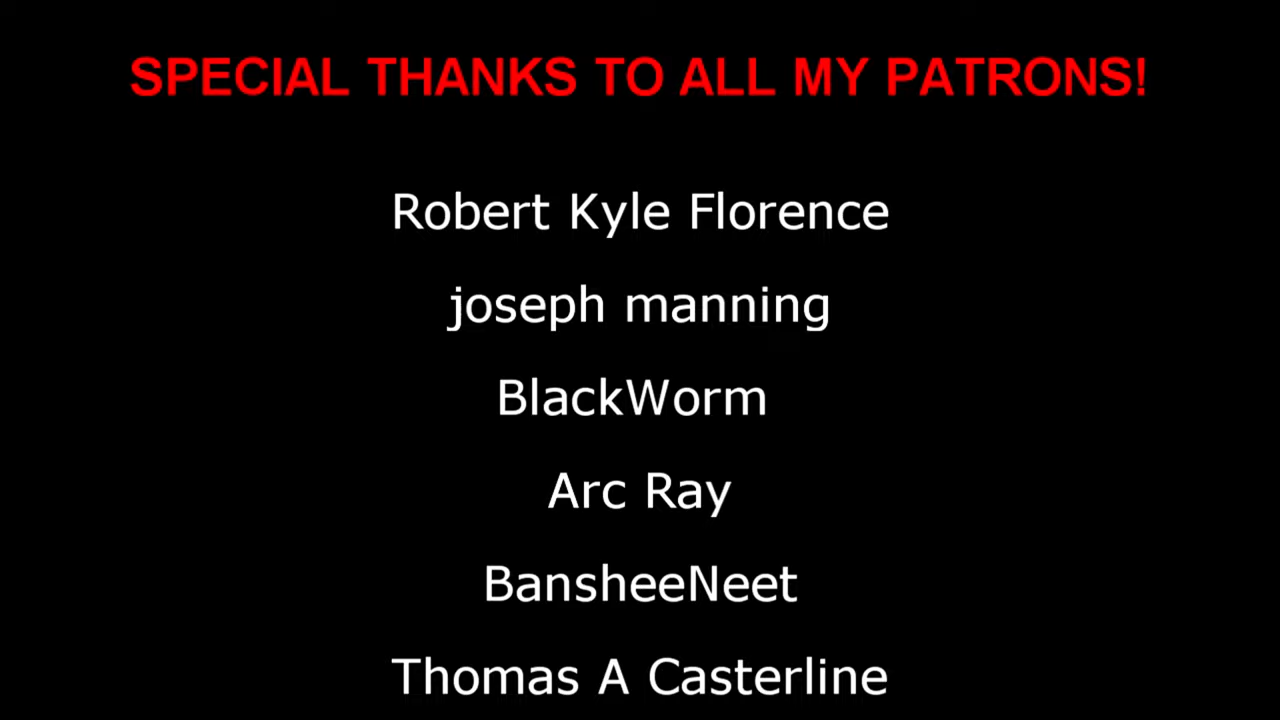 SPECIAL THANKS TO ALL MY PATRONS!
Robert Kyle Florence
joseph manning
BlackWorm
Arc Ray
BansheeNeet
Thomas A Casterline